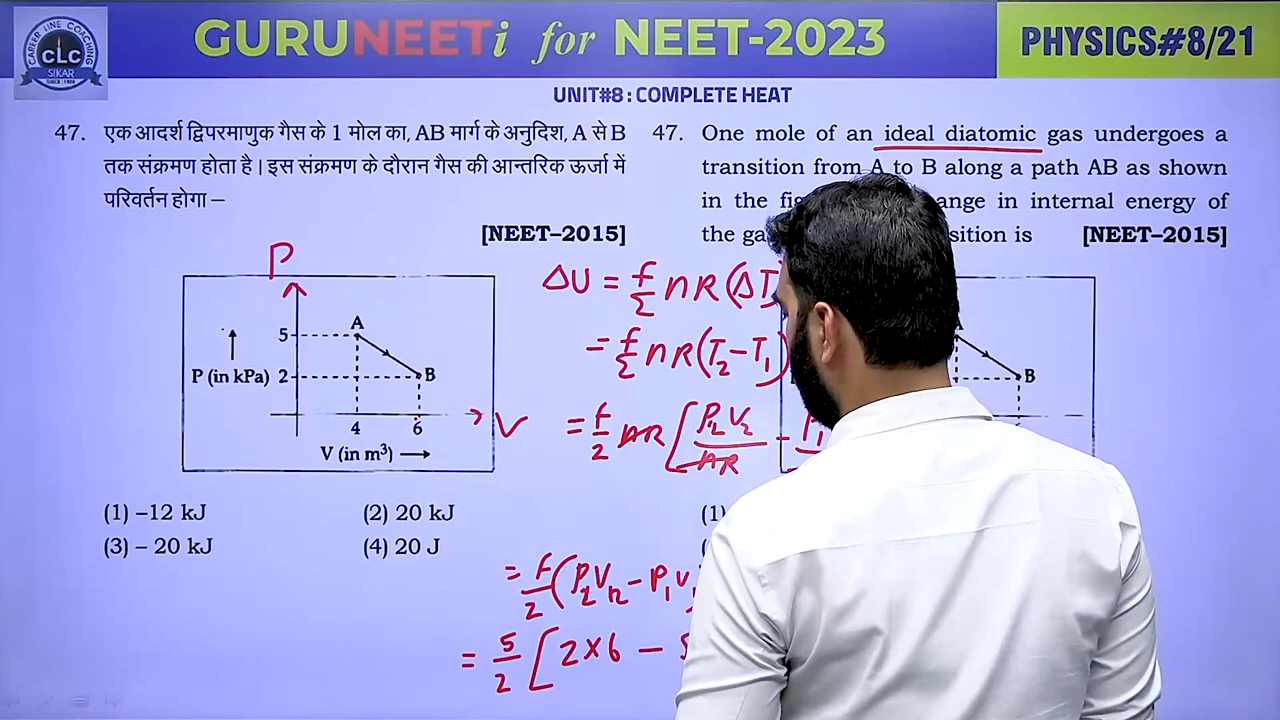 CAREER LINE COACHING
CLC
SIKAR
SINCE : 1996
GURUNEETi for NEET-2023
PHYSICS#8/21
UNIT#8 : COMPLETE HEAT
47. एक आदर्श द्विपरमाणुक गैस के 1 मोल का, AB मार्ग के अनुदिश, A से B
तक संक्रमण होता है। इस संक्रमण के दौरान गैस की आन्तरिक ऊर्जा में
परिवर्तन होगा –
[NEET–2015]
P
5
A
P (in kPa)
2
B
4
6
V
V (in m³)
(1) –12 kJ (2) 20 kJ
(3) – 20 kJ (4) 20 J
47. One mole of an ideal diatomic gas undergoes a
transition from A to B along a path AB as shown
in the ange in internal energy of
the sition is [NEET–2015]
ΔU = f/2 nR(ΔT
= f/2 nR(T₂–T₁)
= f/2 nR [P₂V₂/nR – P₁
= f/2 (P₂V₂ – P₁V₁
= 5/2 [2×6 – 5
B
(1)